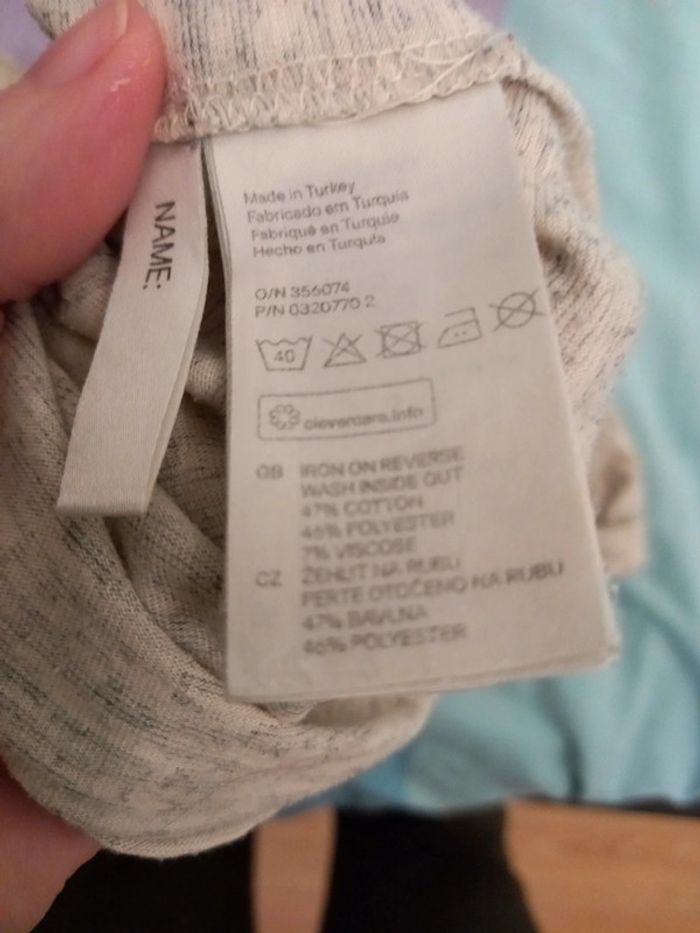 NAME:
Made in Turkey
Fabricado em Turquia
Fabriqué en Turquie
Hecho en Turquía
O/N 356074
P/N 0320770 2
40
clevercare.info
GB IRON ON REVERSE
WASH INSIDE OUT
47% COTTON
46% POLYESTER
7% VISCOSE
CZ ŽEHLIT NA RUBU
PERTE OTOČENO NA RUBU
47% BAVLNA
46% POLYESTER